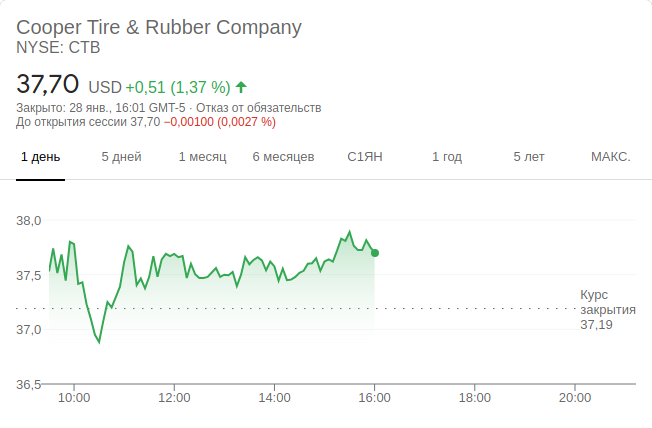 Cooper Tire & Rubber Company
NYSE: CTB
37,70 USD +0,51 (1,37 %)
Закрыто: 28 янв., 16:01 GMT-5 · Отказ от обязательств
До открытия сессии 37,70 −0,00100 (0,0027 %)
1 день 5 дней 1 месяц 6 месяцев С1ЯН 1 год 5 лет МАКС.
38,0
37,5
Курс
закрытия
37,19
37,0
36,5
10:00 12:00 14:00 16:00 18:00 20:00